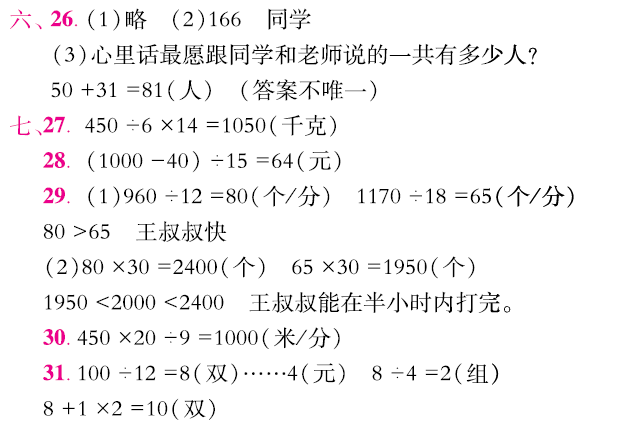 六、26. (1)略 (2)166 同学
(3)心里话最愿跟同学和老师说的一共有多少人?
50 +31 =81(人) (答案不唯一)
七、27. 450 ÷6 ×14 =1050(千克)
28. (1000 -40) ÷15 =64(元)
29. (1)960 ÷12 =80(个/分) 1170 ÷18 =65(个/分)
80 >65 王叔叔快
(2)80 ×30 =2400(个) 65 ×30 =1950(个)
1950 <2000 <2400 王叔叔能在半小时内打完。
30. 450 ×20 ÷9 =1000(米/分)
31. 100 ÷12 =8(双)……4(元) 8 ÷4 =2(组)
8 +1 ×2 =10(双)